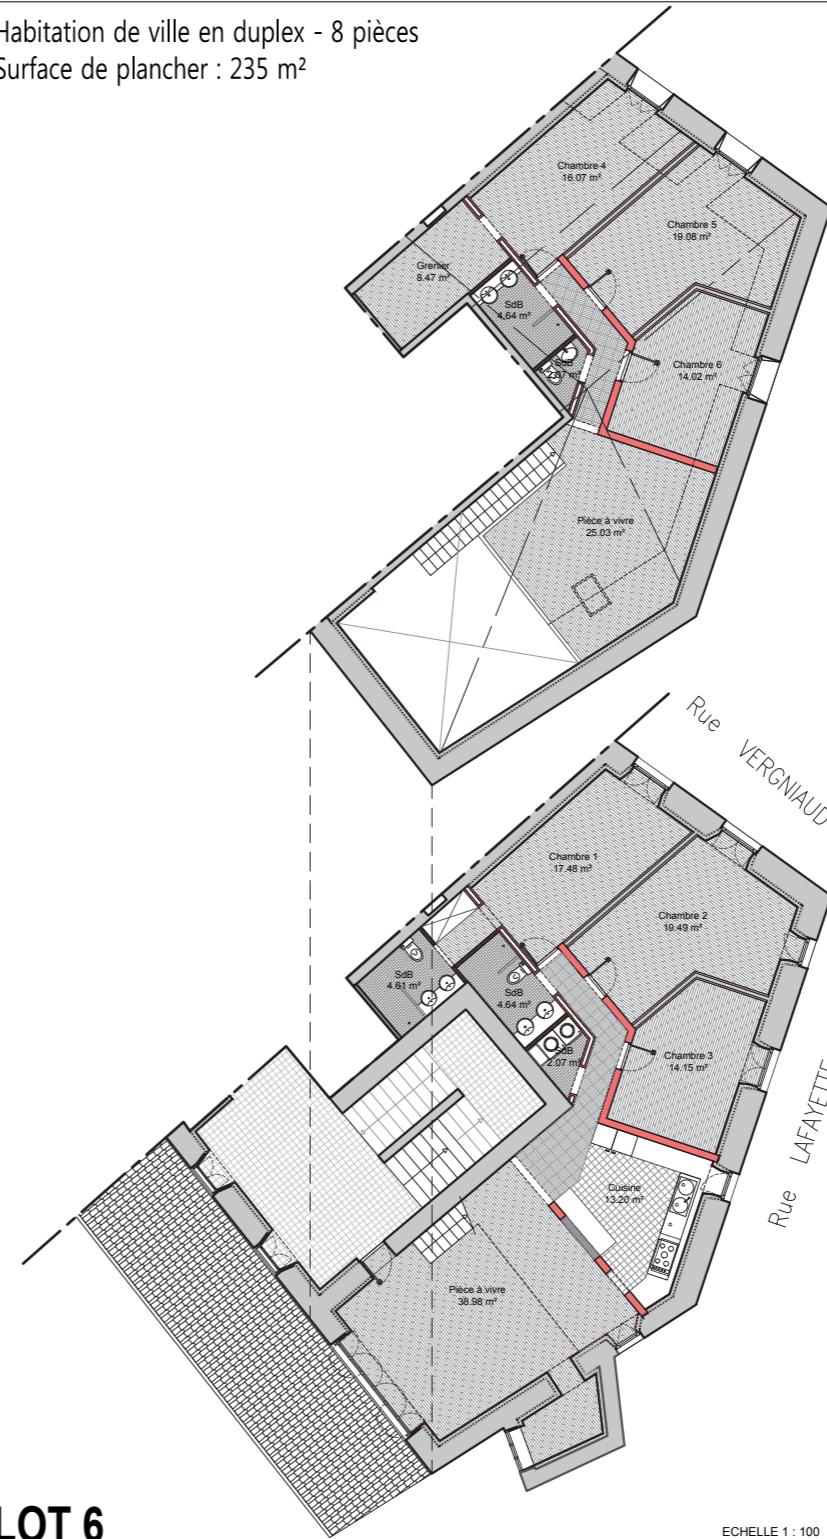 Habitation de ville en duplex - 8 pièces
Surface de plancher : 235 m²
Chambre 4
16.07 m²
Chambre 5
19.08 m²
Grenier
8.47 m²
SdB
4.64 m²
SdB
2.07 m²
Chambre 6
14.02 m²
Pièce à vivre
25.03 m²
Rue VERGNIAUD
Chambre 1
17.48 m²
Chambre 2
19.49 m²
SdB
4.61 m²
SdB
4.64 m²
SdB
2.07 m²
Chambre 3
14.15 m²
Rue LAFAYETTE
Cuisine
13.20 m²
Pièce à vivre
38.98 m²
LOT 6
ECHELLE 1 : 100